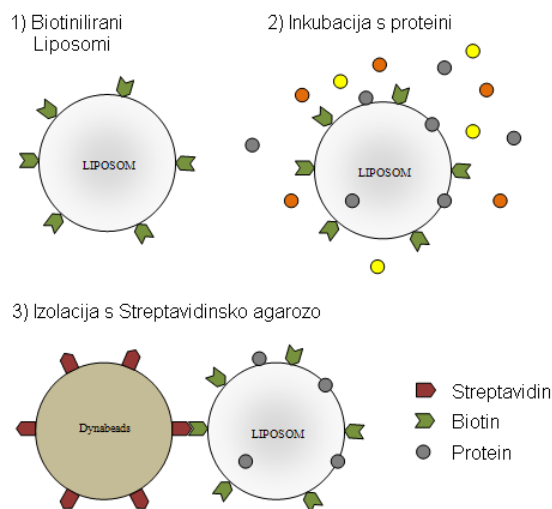 1) Biotinilirani
Liposomi
2) Inkubacija s proteini
LIPOSOM
LIPOSOM
3) Izolacija s Streptavidinsko agarozo
Dynabeads
LIPOSOM
Streptavidin
Biotin
Protein